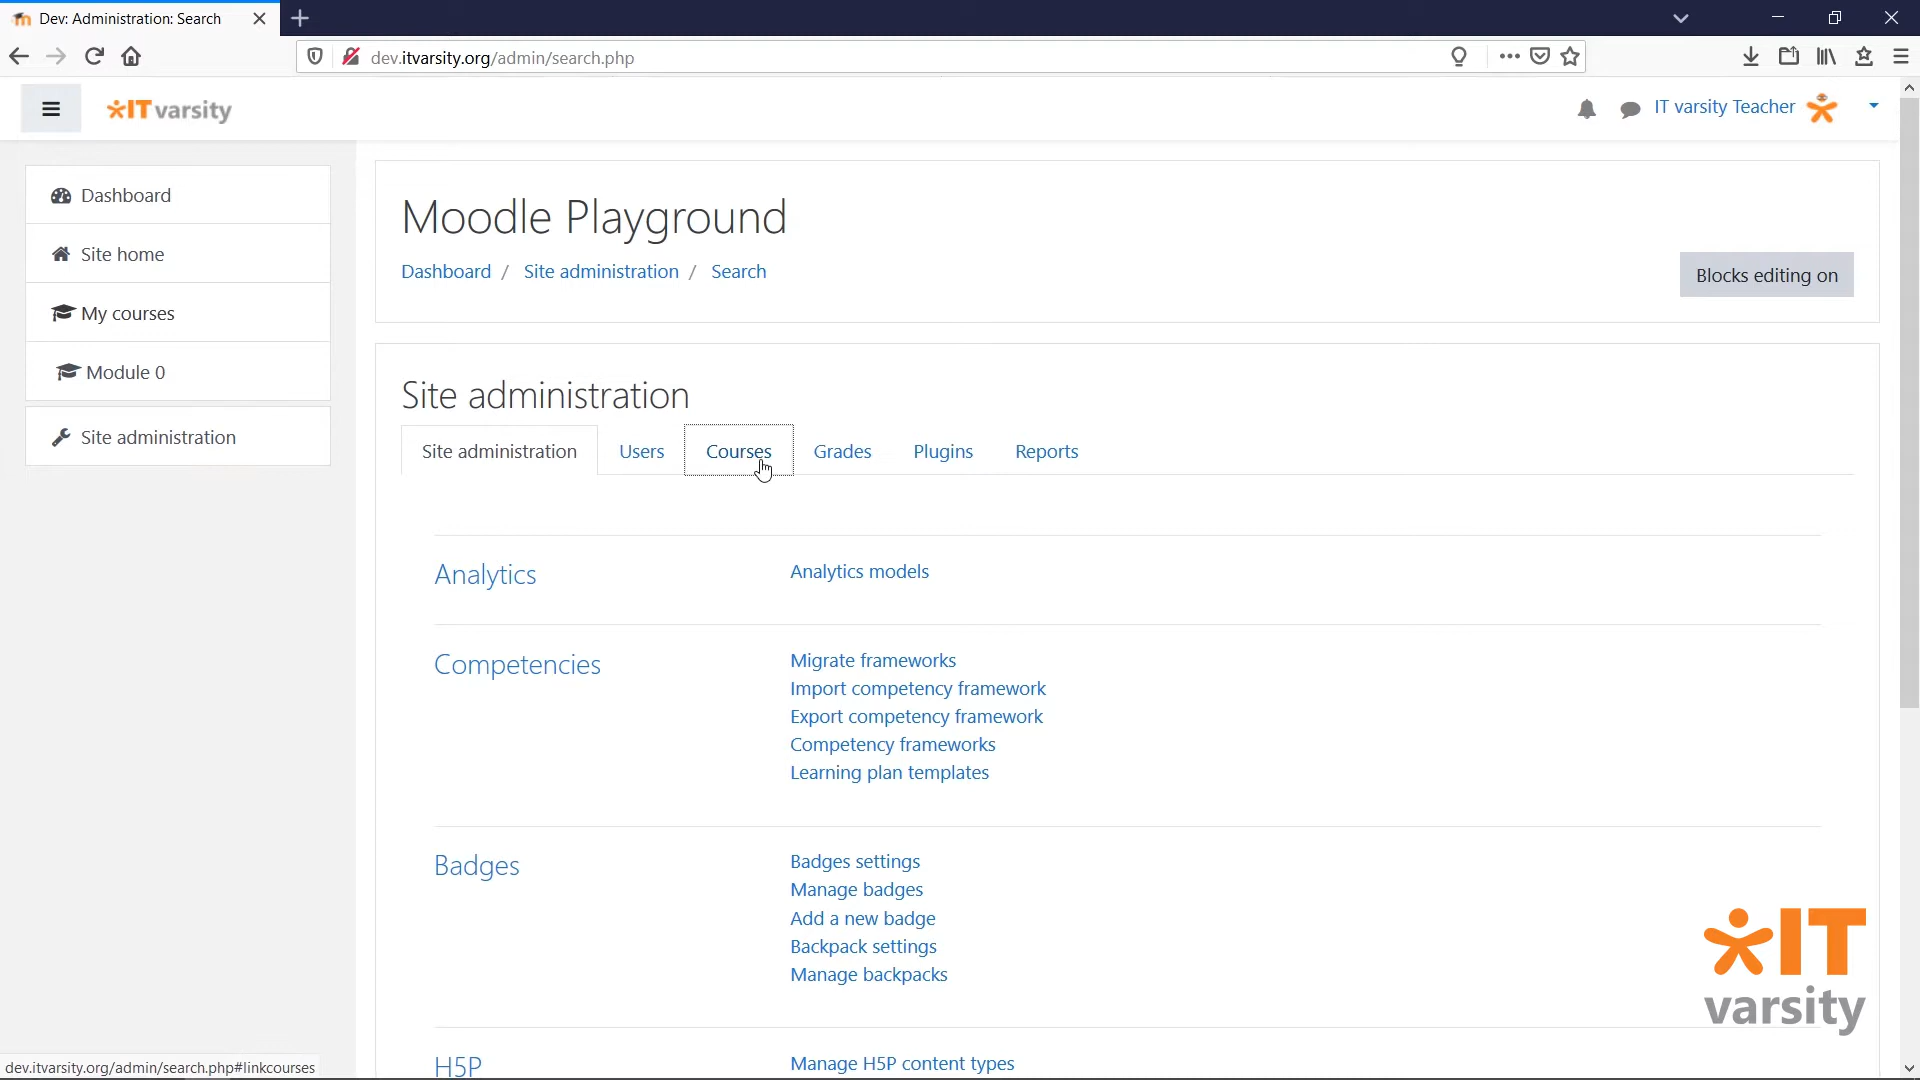 Dev: Administration: Search
dev.itvarsity.org/admin/search.php
IT varsity
IT varsity Teacher
Dashboard
Site home
My courses
Module 0
Site administration
Moodle Playground
Dashboard / Site administration / Search
Blocks editing on
Site administration
Site administration Users Courses Grades Plugins Reports
Analytics
Analytics models
Competencies
Migrate frameworks
Import competency framework
Export competency framework
Competency frameworks
Learning plan templates
Badges
Badges settings
Manage badges
Add a new badge
Backpack settings
Manage backpacks
H5P
Manage H5P content types
IT
varsity
dev.itvarsity.org/admin/search.php#linkcourses